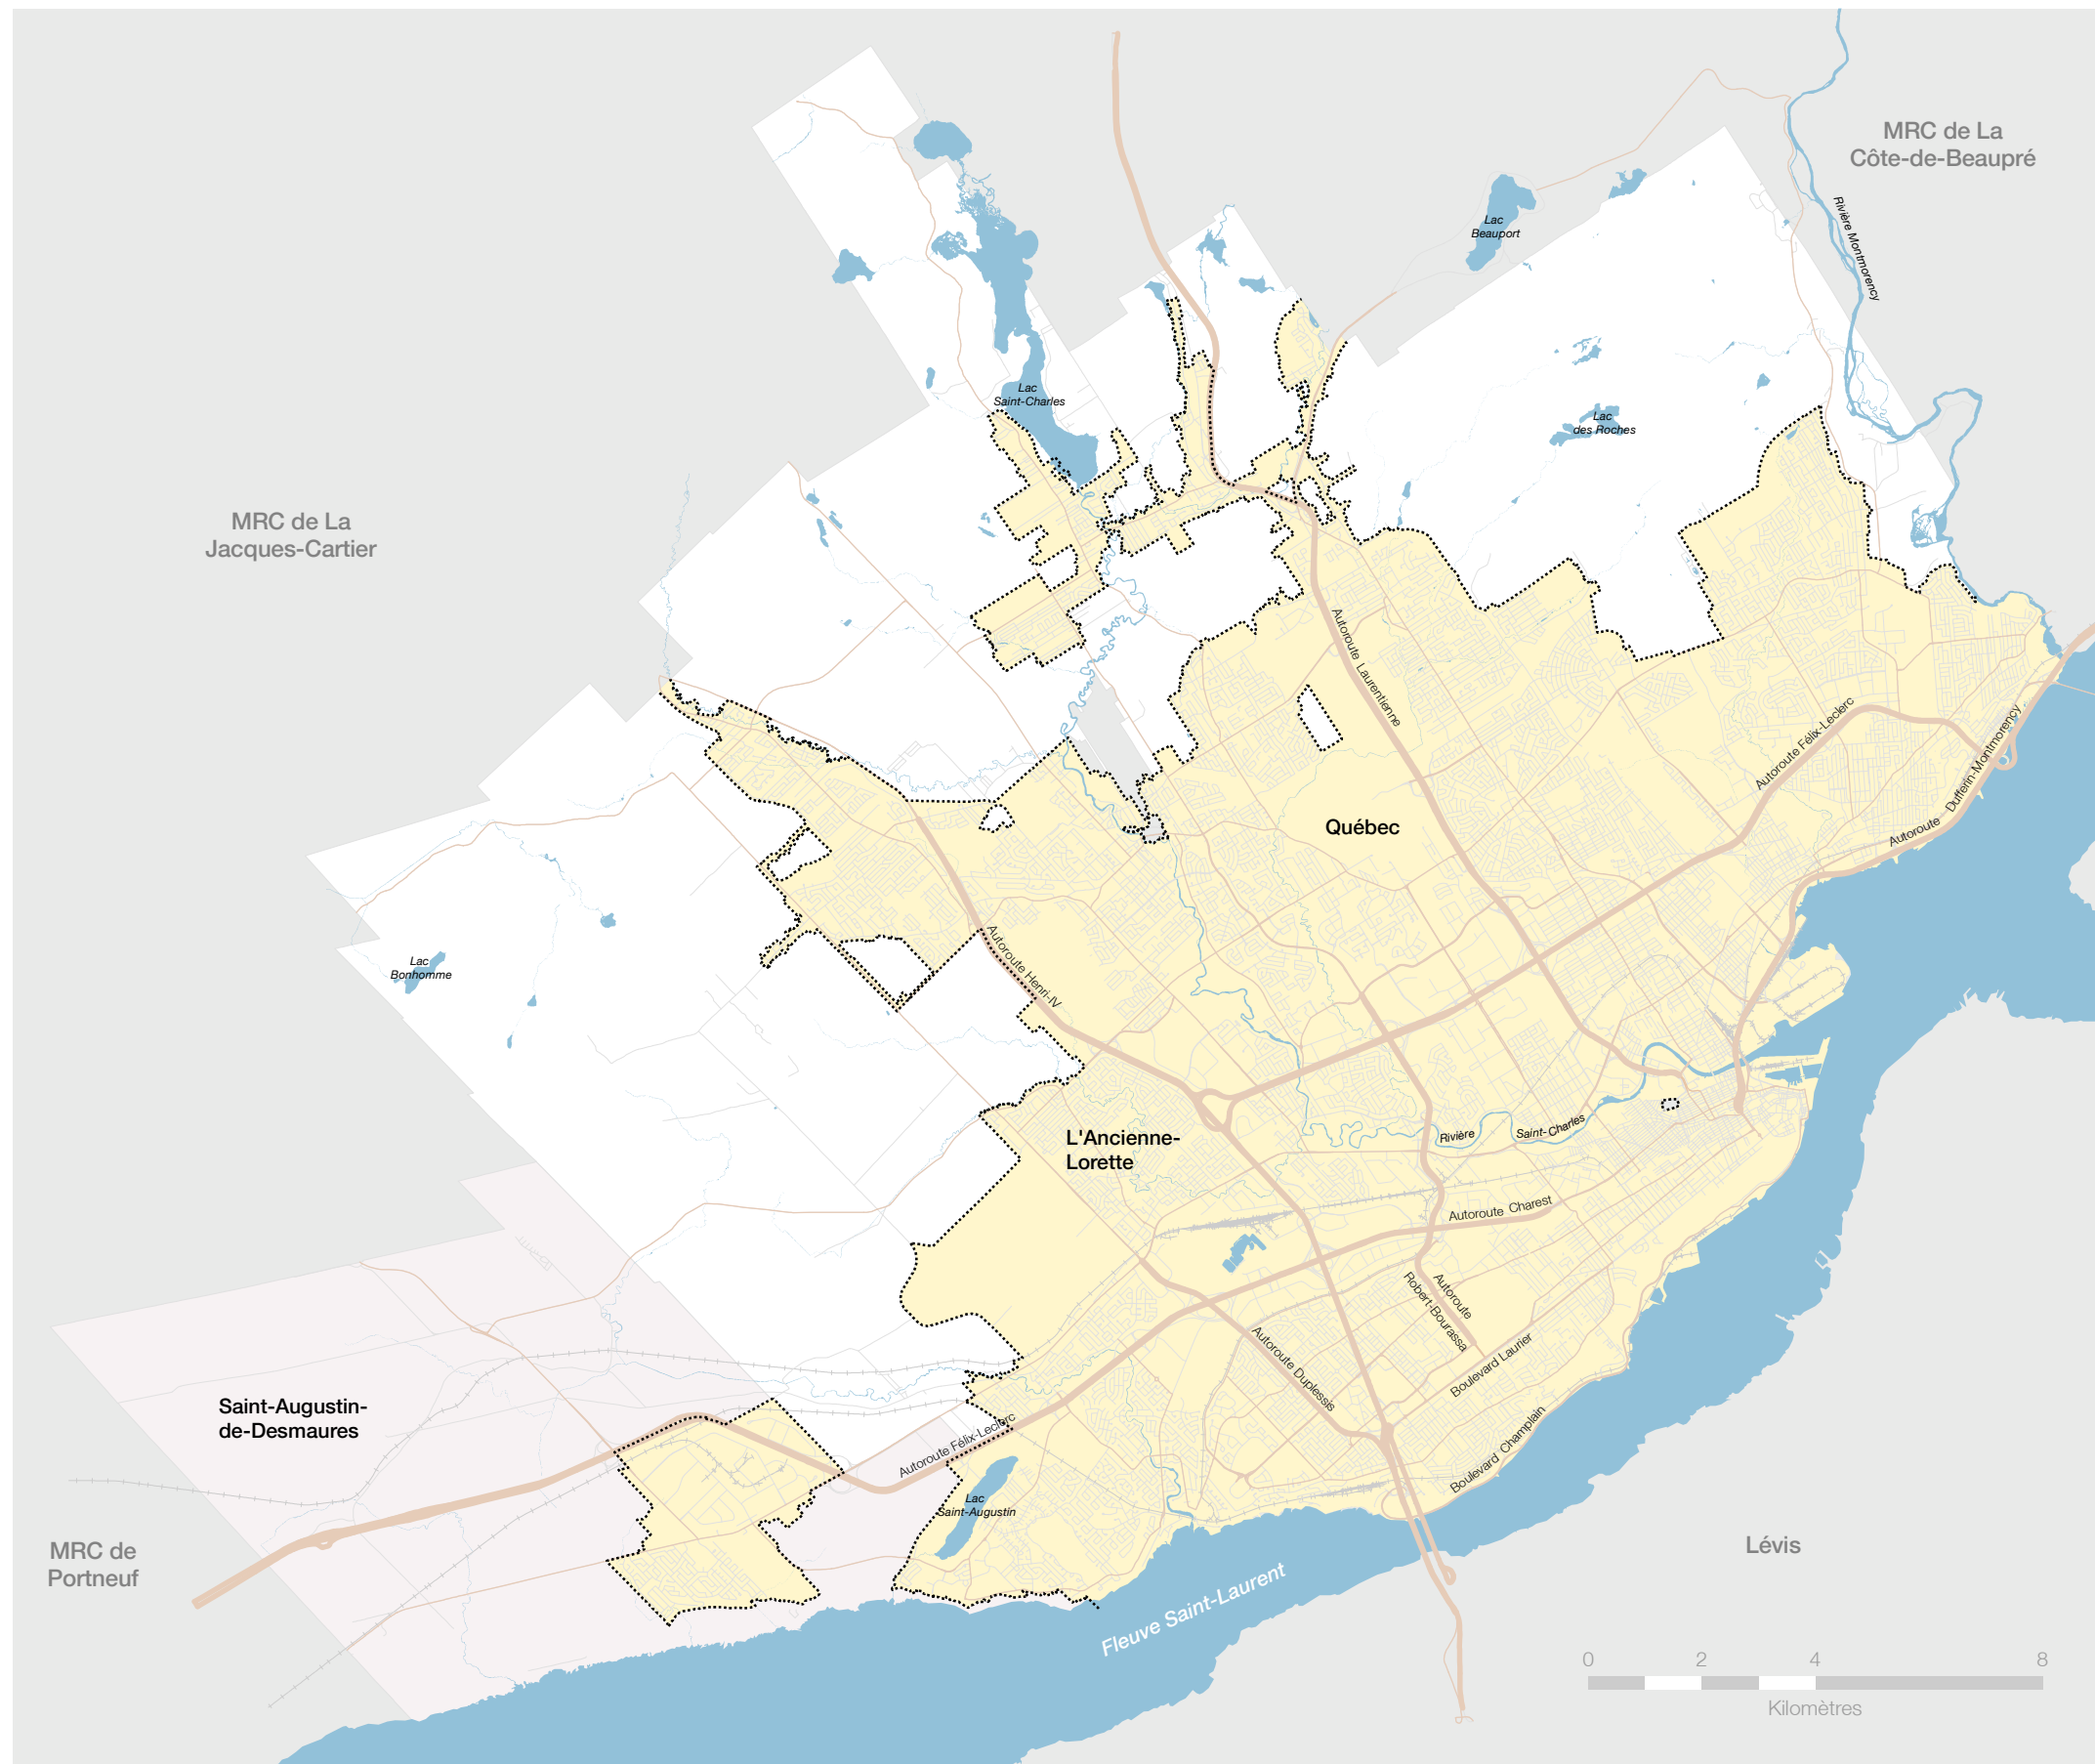 MRC de La
Côte-de-Beaupré
Rivière Montmorency
Lac
Beauport
Lac
Saint-Charles
Lac
des Roches
MRC de La
Jacques-Cartier
Autoroute Laurentienne
Autoroute Félix-Leclerc
Autoroute Dufferin-Montmorency
Québec
Lac
Bonhomme
Autoroute Henri-IV
L'Ancienne-
Lorette
Rivière Saint-Charles
Autoroute Charest
Autoroute
Robert-Bourassa
Boulevard Laurier
Autoroute Duplessis
Boulevard Champlain
Saint-Augustin-
de-Desmaures
Autoroute Félix-Leclerc
Lac
Saint-Augustin
MRC de
Portneuf
Lévis
Fleuve Saint-Laurent
0 2 4 8
Kilomètres